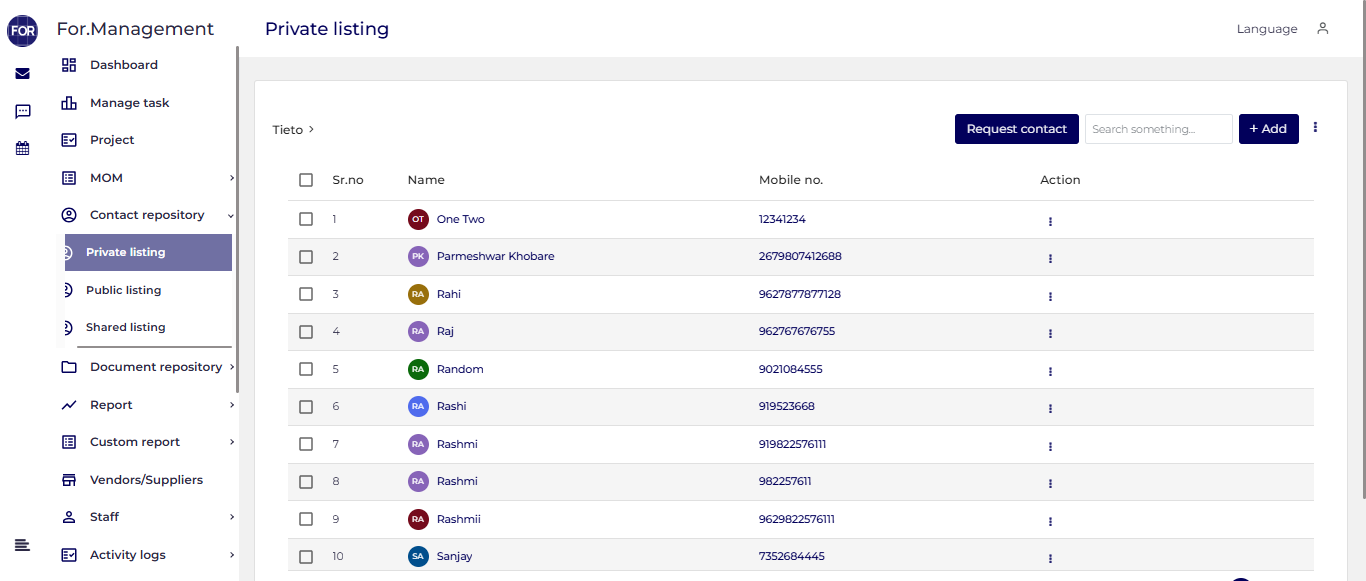 FOR For.Management Private listing Language
Dashboard
Manage task
Project
MOM
Contact repository
Private listing
Public listing
Shared listing
Document repository
Report
Custom report
Vendors/Suppliers
Staff
Activity logs
Tieto > Request contact Search something... + Add
Sr.no Name Mobile no. Action
1 OT One Two 12341234
2 PK Parmeshwar Khobare 2679807412688
3 RA Rahi 9627877877128
4 RA Raj 962767676755
5 RA Random 9021084555
6 RA Rashi 919523668
7 RA Rashmi 919822576111
8 RA Rashmi 982257611
9 RA Rashmii 9629822576111
10 SA Sanjay 7352684445